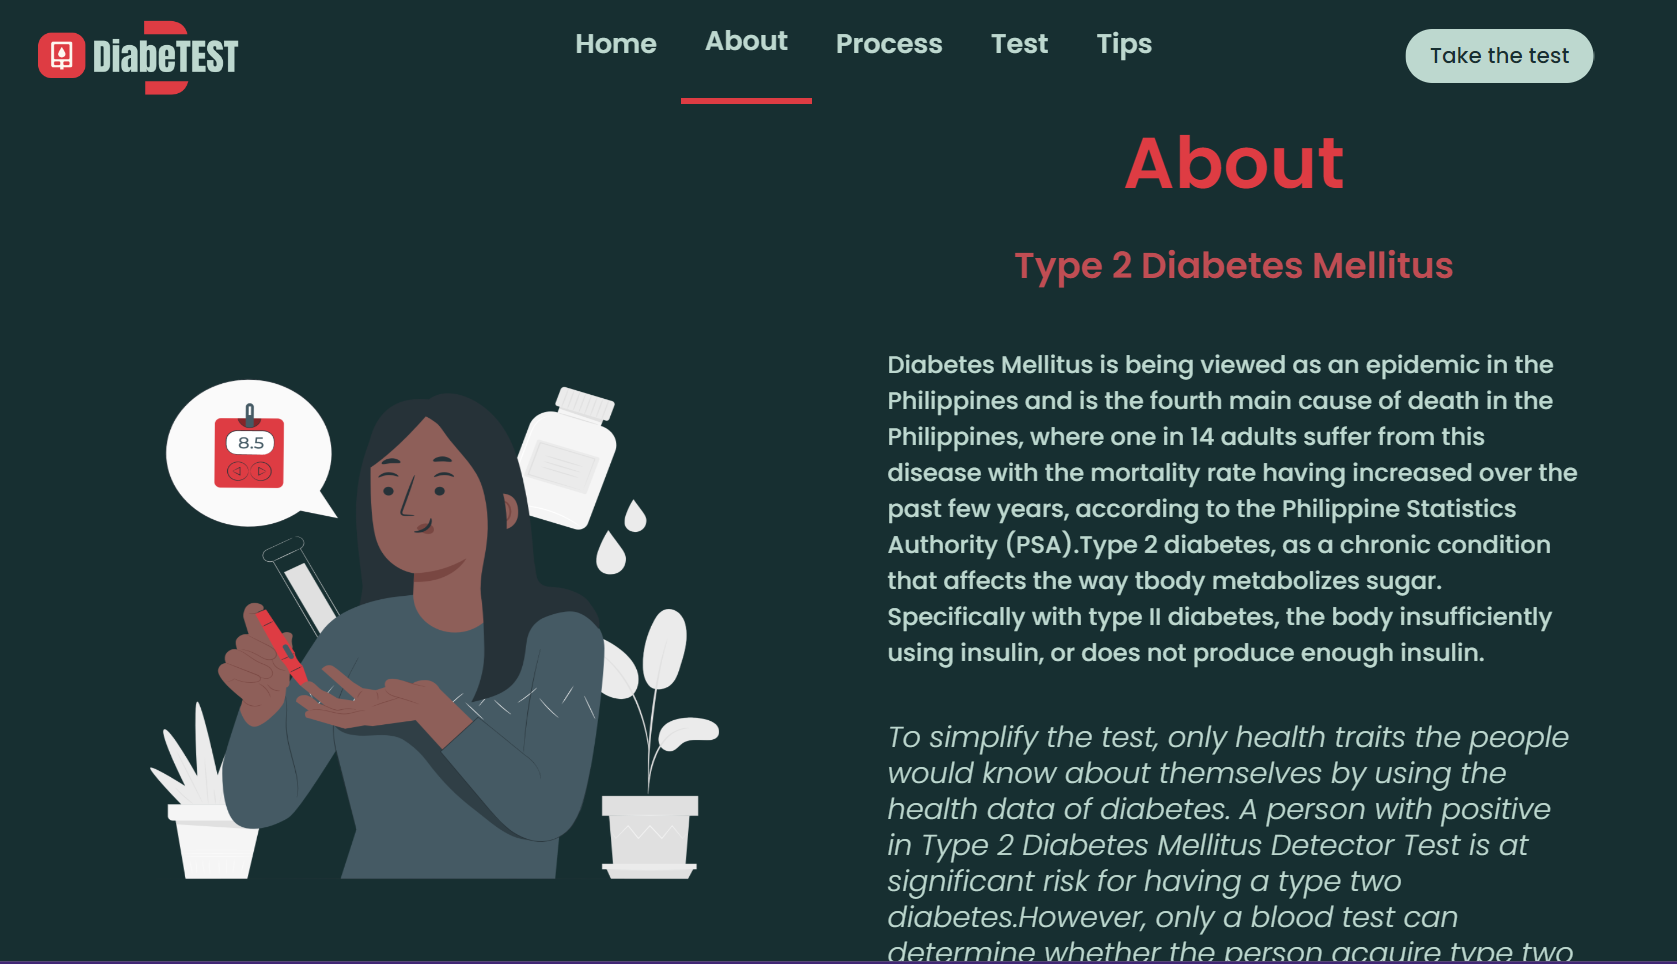 DiabeTEST
Home
About
Process
Test
Tips
Take the test
About
Type 2 Diabetes Mellitus
8.5
Diabetes Mellitus is being viewed as an epidemic in the
Philippines and is the fourth main cause of death in the
Philippines, where one in 14 adults suffer from this
disease with the mortality rate having increased over the
past few years, according to the Philippine Statistics
Authority (PSA).Type 2 diabetes, as a chronic condition
that affects the way tbody metabolizes sugar.
Specifically with type II diabetes, the body insufficiently
using insulin, or does not produce enough insulin.
To simplify the test, only health traits the people
would know about themselves by using the
health data of diabetes. A person with positive
in Type 2 Diabetes Mellitus Detector Test is at
significant risk for having a type two
diabetes.However, only a blood test can
determine whether the person acquire type two